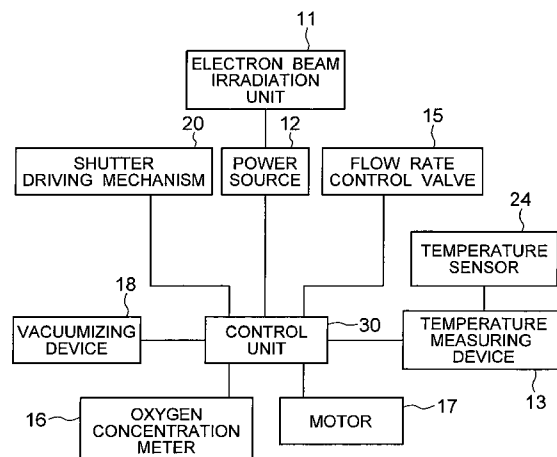 11
ELECTRON BEAM
IRRADIATION
UNIT
20
12
15
SHUTTER
DRIVING MECHANISM
POWER
SOURCE
FLOW RATE
CONTROL VALVE
24
TEMPERATURE
SENSOR
18
VACUUMIZING
DEVICE
CONTROL
UNIT
30
TEMPERATURE
MEASURING
DEVICE
13
16
OXYGEN
CONCENTRATION
METER
MOTOR
17